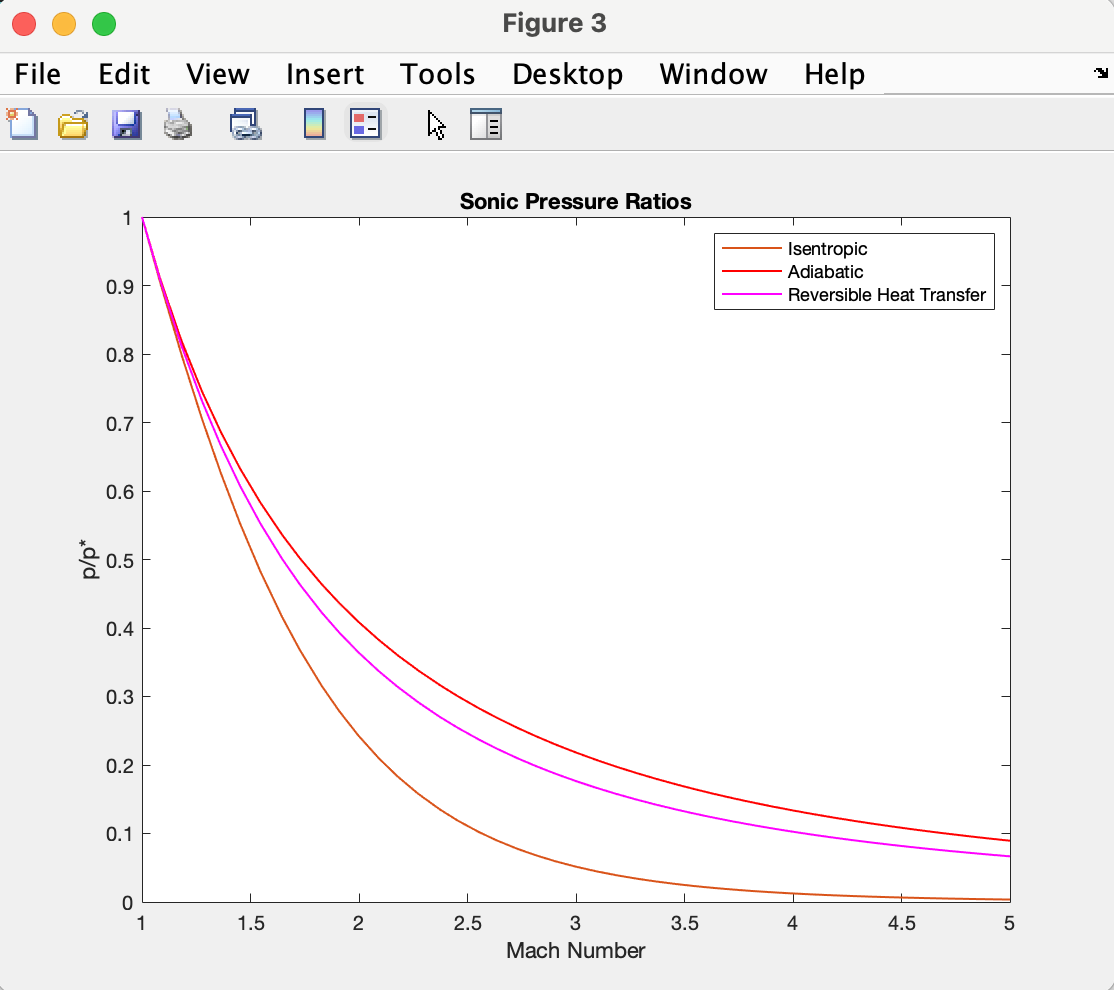 Figure 3
File Edit View Insert Tools Desktop Window Help
Sonic Pressure Ratios
Isentropic
Adiabatic
Reversible Heat Transfer
1
0.9
0.8
0.7
0.6
0.5
0.4
0.3
0.2
0.1
0
p/p*
1 1.5 2 2.5 3 3.5 4 4.5 5
Mach Number